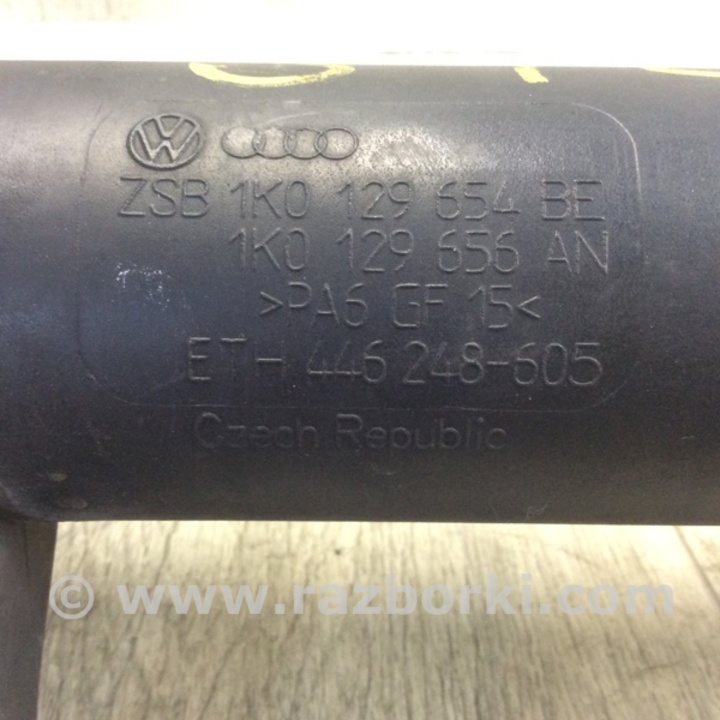 ZSB 1K0 129 654 BE
1K0 129 656 AN
>PA6 GF 15<
ETH 446 248-605
Czech Republic
© www.razborki.com